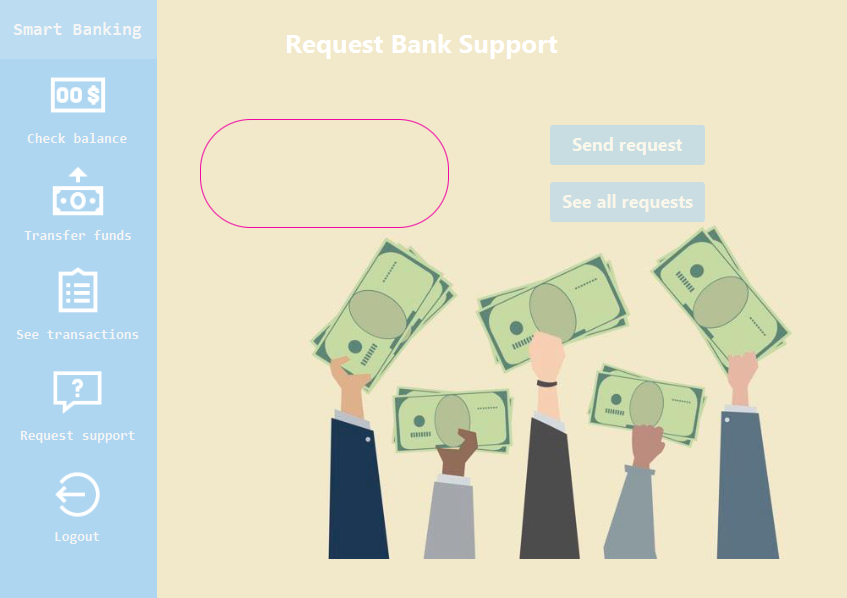 Smart Banking
Request Bank Support
00 $
Check balance
Send request
See all requests
Transfer funds
See transactions
?
Request support
Logout